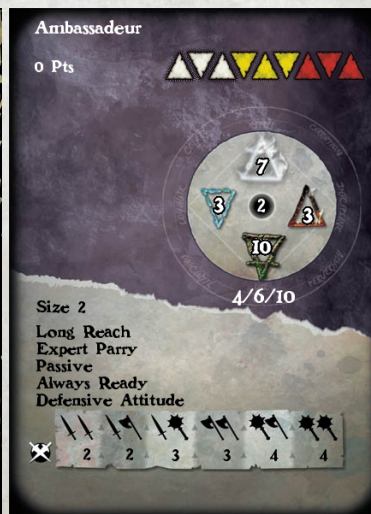 Ambassadeur
0 Pts
7
3 2 3
10
4/6/10
Size 2
Long Reach
Expert Parry
Passive
Always Ready
Defensive Attitude
2 2 3 3 4 4